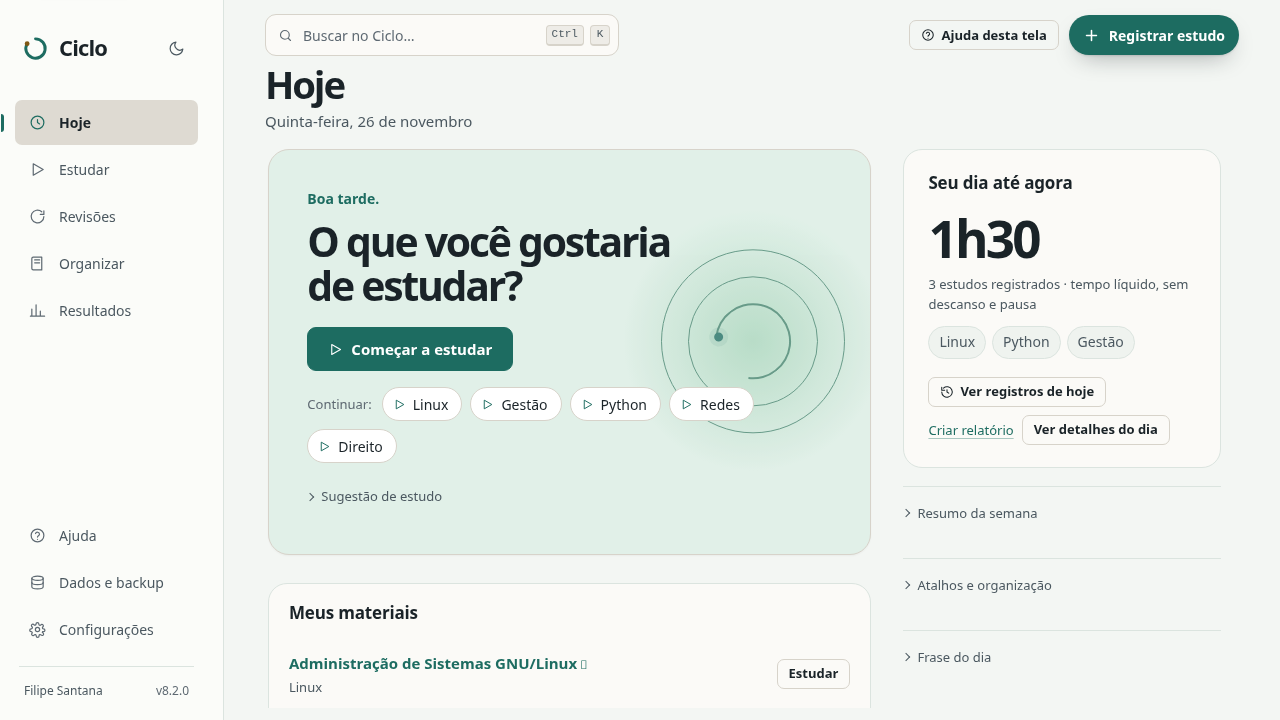 Ciclo
Hoje
Estudar
Revisões
Organizar
Resultados
Ajuda
Dados e backup
Configurações
Filipe Santana v8.2.0
Buscar no Ciclo... Ctrl K
Ajuda desta tela
Registrar estudo
Hoje
Quinta-feira, 26 de novembro
Boa tarde.
O que você gostaria
de estudar?
Começar a estudar
Continuar: Linux Gestão Python Redes
Direito
Sugestão de estudo
Meus materiais
Administração de Sistemas GNU/Linux
Linux
Estudar
Seu dia até agora
1h30
3 estudos registrados · tempo líquido, sem
descanso e pausa
Linux Python Gestão
Ver registros de hoje
Criar relatório Ver detalhes do dia
Resumo da semana
Atalhos e organização
Frase do dia